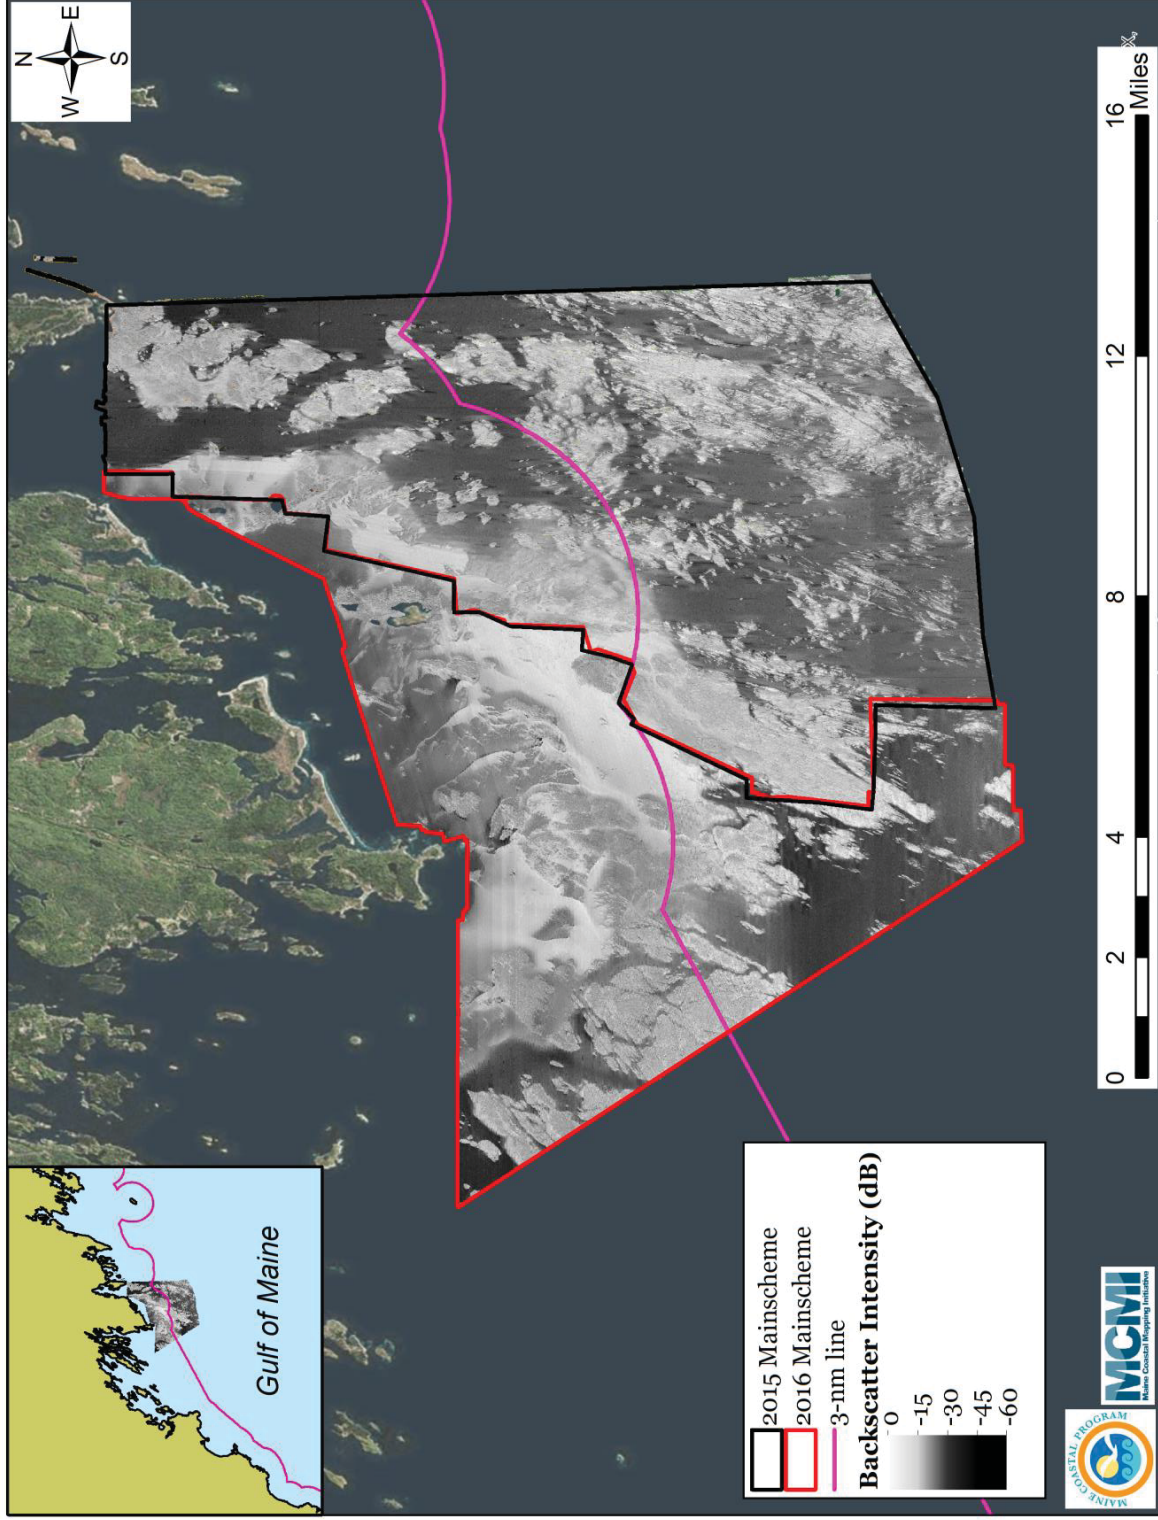 N
W E
S
Gulf of Maine
2015 Mainscheme
2016 Mainscheme
3-nm line
Backscatter Intensity (dB)
0
-15
-30
-45
-60
0 2 4 8 12 16
Miles
MAINE COASTAL PROGRAM
MCMI
Maine Coastal Mapping Initiative